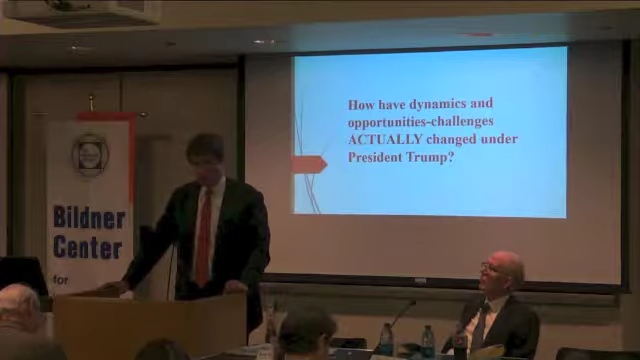 How have dynamics and
opportunities-challenges
ACTUALLY changed under
President Trump?
Bildner
Center
for